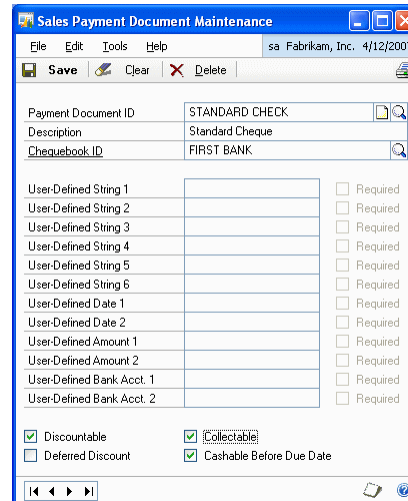 Sales Payment Document Maintenance
File Edit Tools Help sa Fabrikam, Inc. 4/12/200
Save Clear Delete
Payment Document ID STANDARD CHECK
Description Standard Cheque
Chequebook ID FIRST BANK
User-Defined String 1 Required
User-Defined String 2 Required
User-Defined String 3 Required
User-Defined String 4 Required
User-Defined String 5 Required
User-Defined String 6 Required
User-Defined Date 1 Required
User-Defined Date 2 Required
User-Defined Amount 1 Required
User-Defined Amount 2 Required
User-Defined Bank Acct. 1 Required
User-Defined Bank Acct. 2 Required
Discountable Collectable
Deferred Discount Cashable Before Due Date